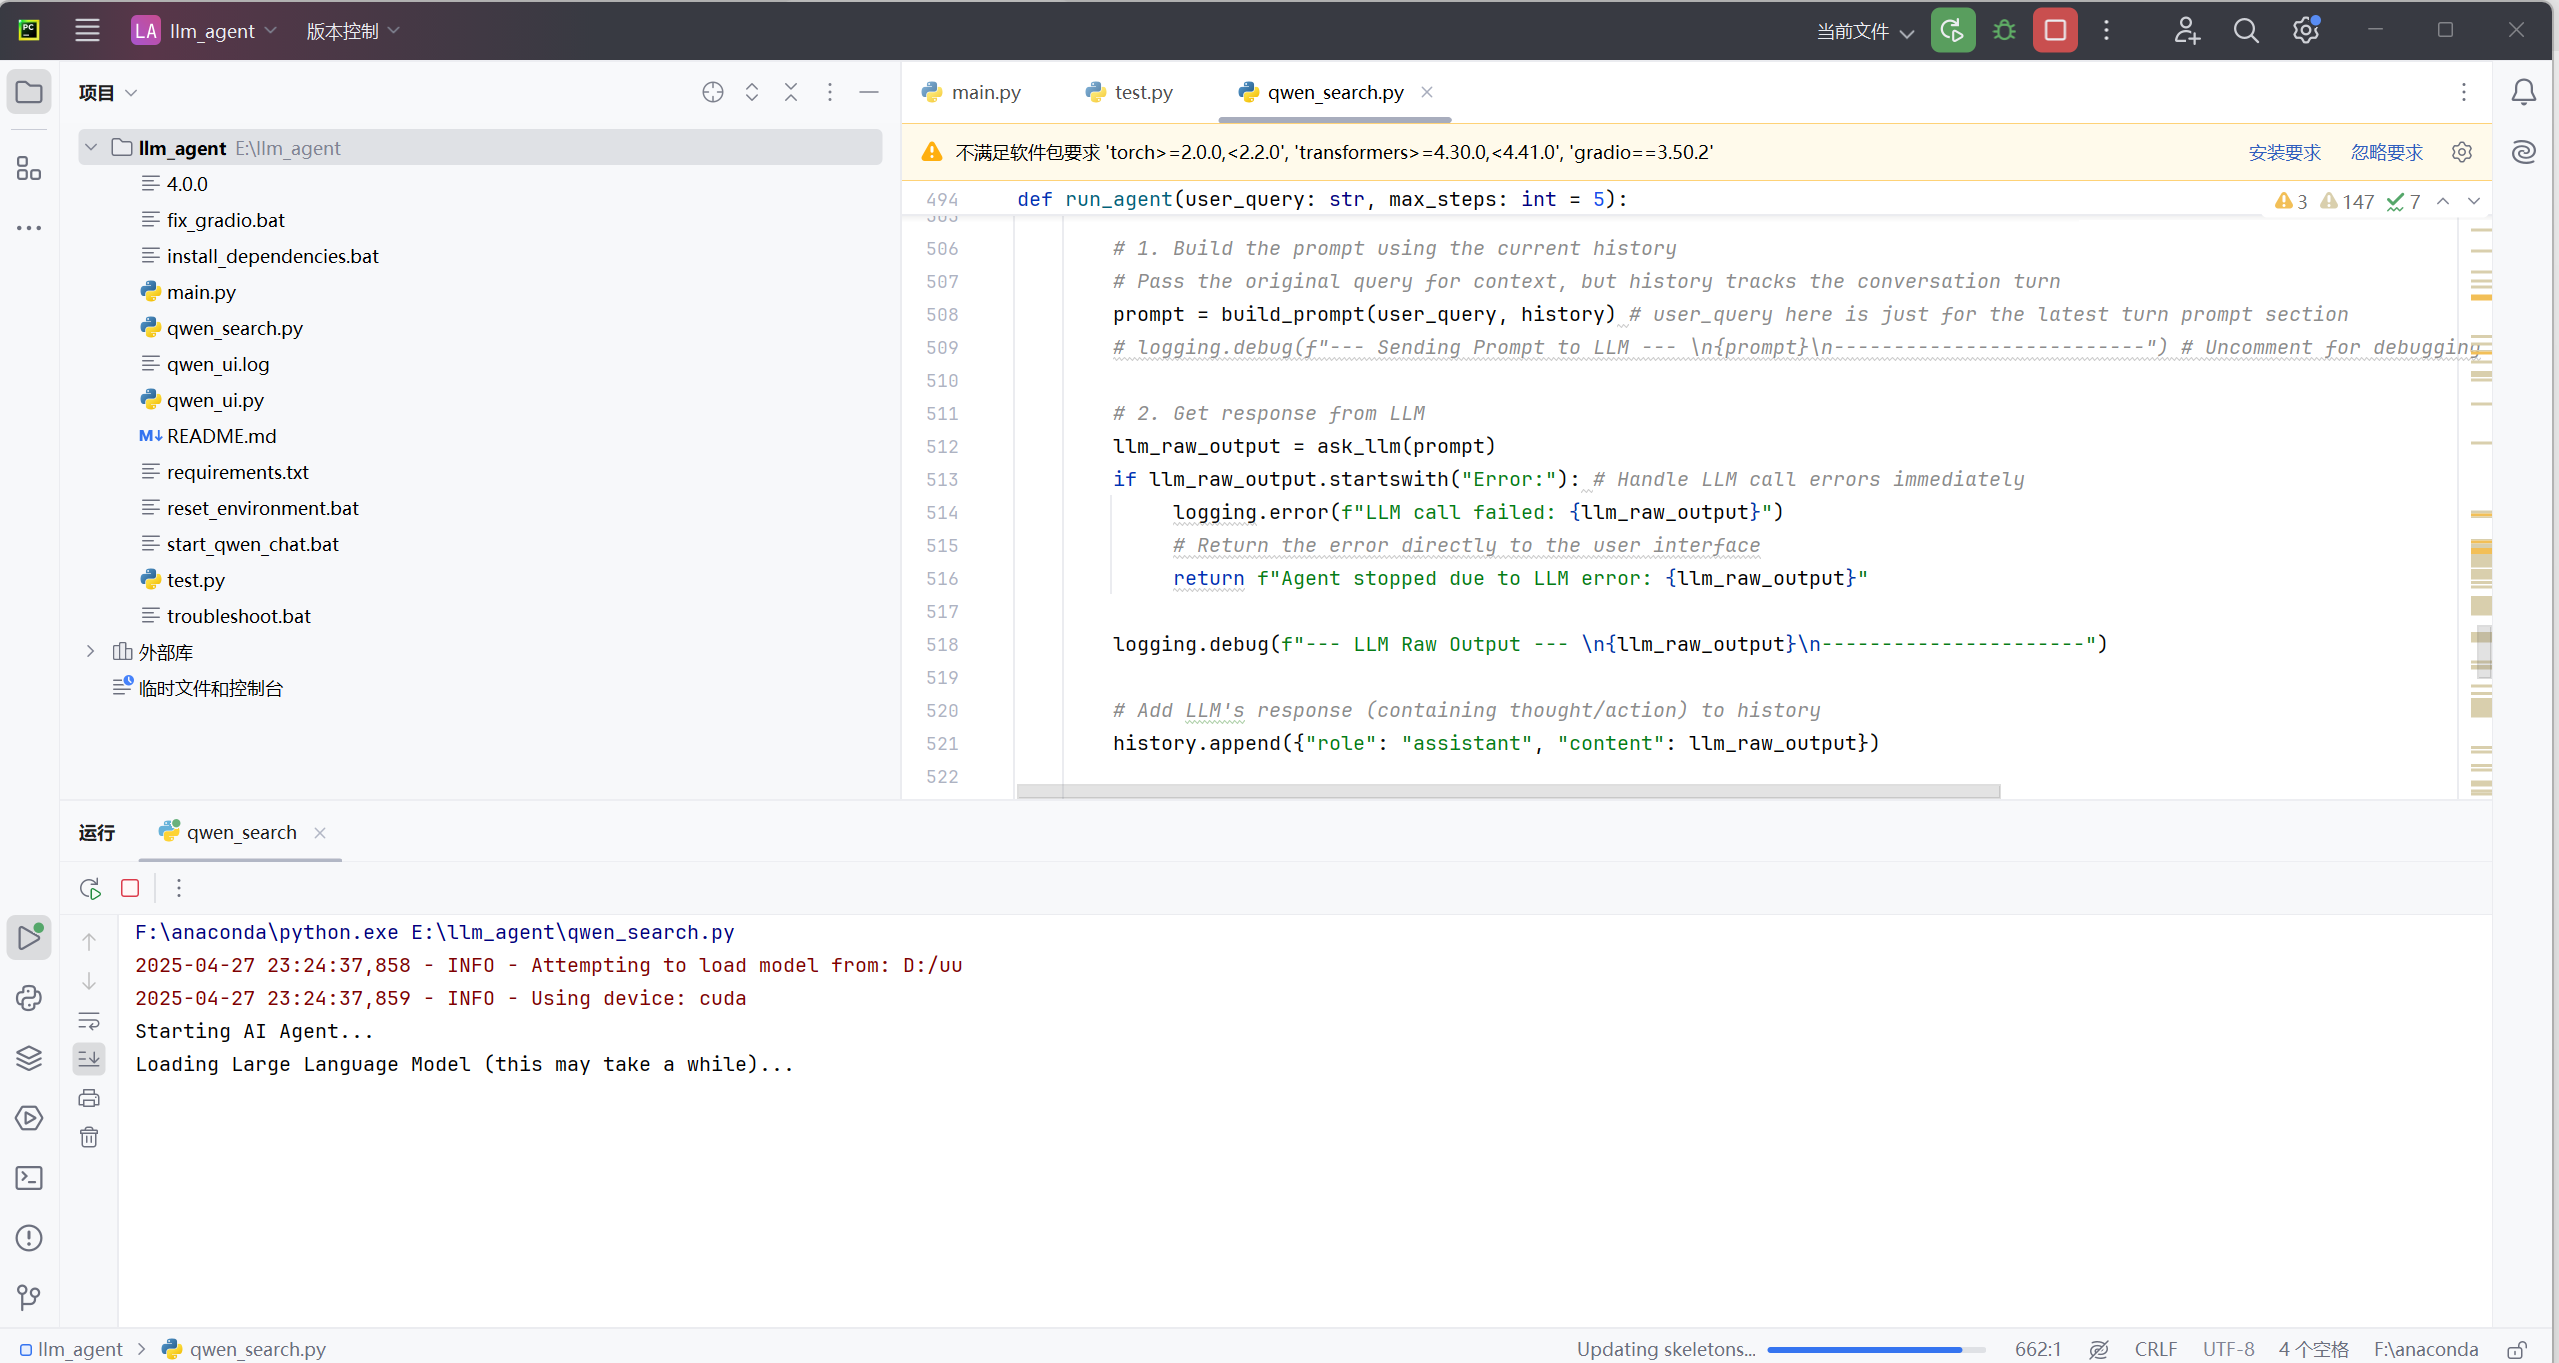 PC
LA llm_agent 版本控制 当前文件
项目
main.py test.py qwen_search.py
llm_agent E:\llm_agent
4.0.0
fix_gradio.bat
install_dependencies.bat
main.py
qwen_search.py
qwen_ui.log
qwen_ui.py
M↓ README.md
requirements.txt
reset_environment.bat
start_qwen_chat.bat
test.py
troubleshoot.bat
外部库
临时文件和控制台
不满足软件包要求 'torch>=2.0.0,<2.2.0', 'transformers>=4.30.0,<4.41.0', 'gradio==3.50.2' 安装要求 忽略要求
494 def run_agent(user_query: str, max_steps: int = 5): 3 147 7
506 # 1. Build the prompt using the current history
507 # Pass the original query for context, but history tracks the conversation turn
508 prompt = build_prompt(user_query, history) # user_query here is just for the latest turn prompt section
509 # logging.debug(f"--- Sending Prompt to LLM --- \n{prompt}\n--------------------------") # Uncomment for debugging
510
511 # 2. Get response from LLM
512 llm_raw_output = ask_llm(prompt)
513 if llm_raw_output.startswith("Error:"): # Handle LLM call errors immediately
514 logging.error(f"LLM call failed: {llm_raw_output}")
515 # Return the error directly to the user interface
516 return f"Agent stopped due to LLM error: {llm_raw_output}"
517
518 logging.debug(f"--- LLM Raw Output --- \n{llm_raw_output}\n----------------------")
519
520 # Add LLM's response (containing thought/action) to history
521 history.append({"role": "assistant", "content": llm_raw_output})
522
运行 qwen_search
F:\anaconda\python.exe E:\llm_agent\qwen_search.py
2025-04-27 23:24:37,858 - INFO - Attempting to load model from: D:/uu
2025-04-27 23:24:37,859 - INFO - Using device: cuda
Starting AI Agent...
Loading Large Language Model (this may take a while)...
llm_agent > qwen_search.py Updating skeletons... 662:1 CRLF UTF-8 4 个空格 F:\anaconda